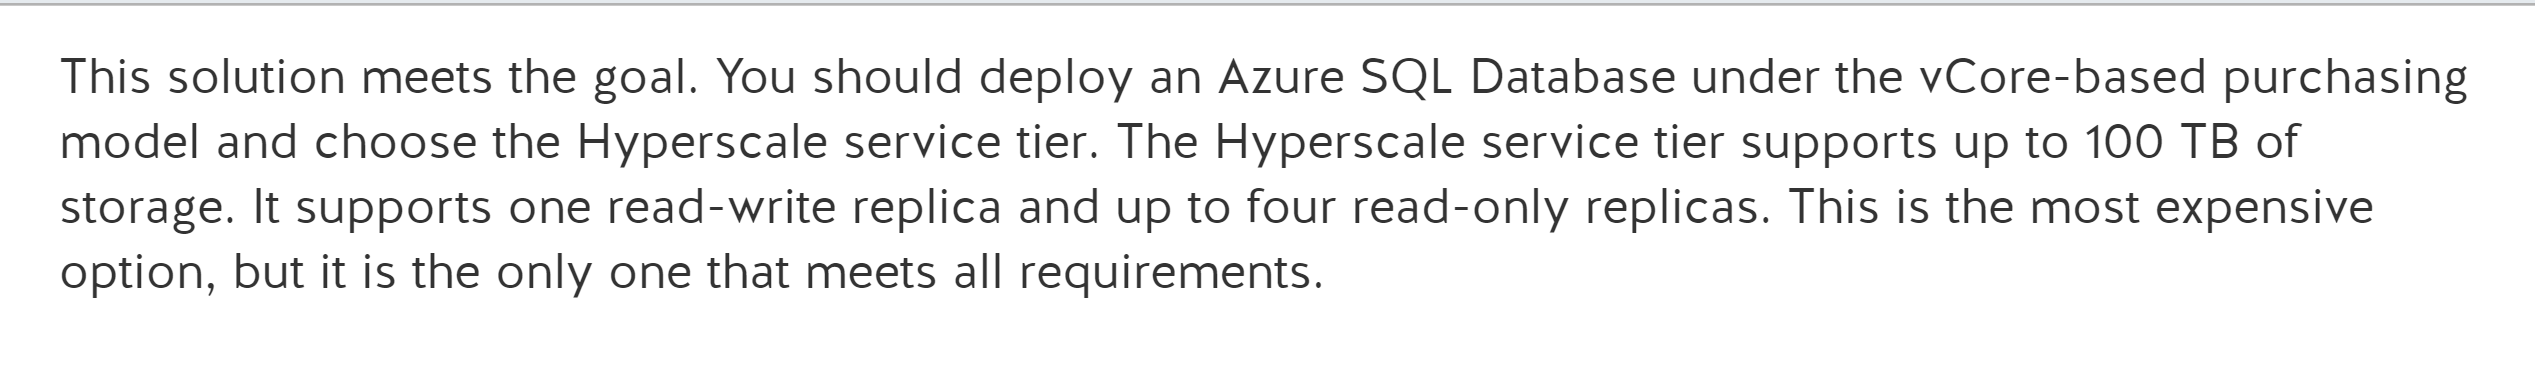 This solution meets the goal. You should deploy an Azure SQL Database under the vCore-based purchasing
model and choose the Hyperscale service tier. The Hyperscale service tier supports up to 100 TB of
storage. It supports one read-write replica and up to four read-only replicas. This is the most expensive
option, but it is the only one that meets all requirements.